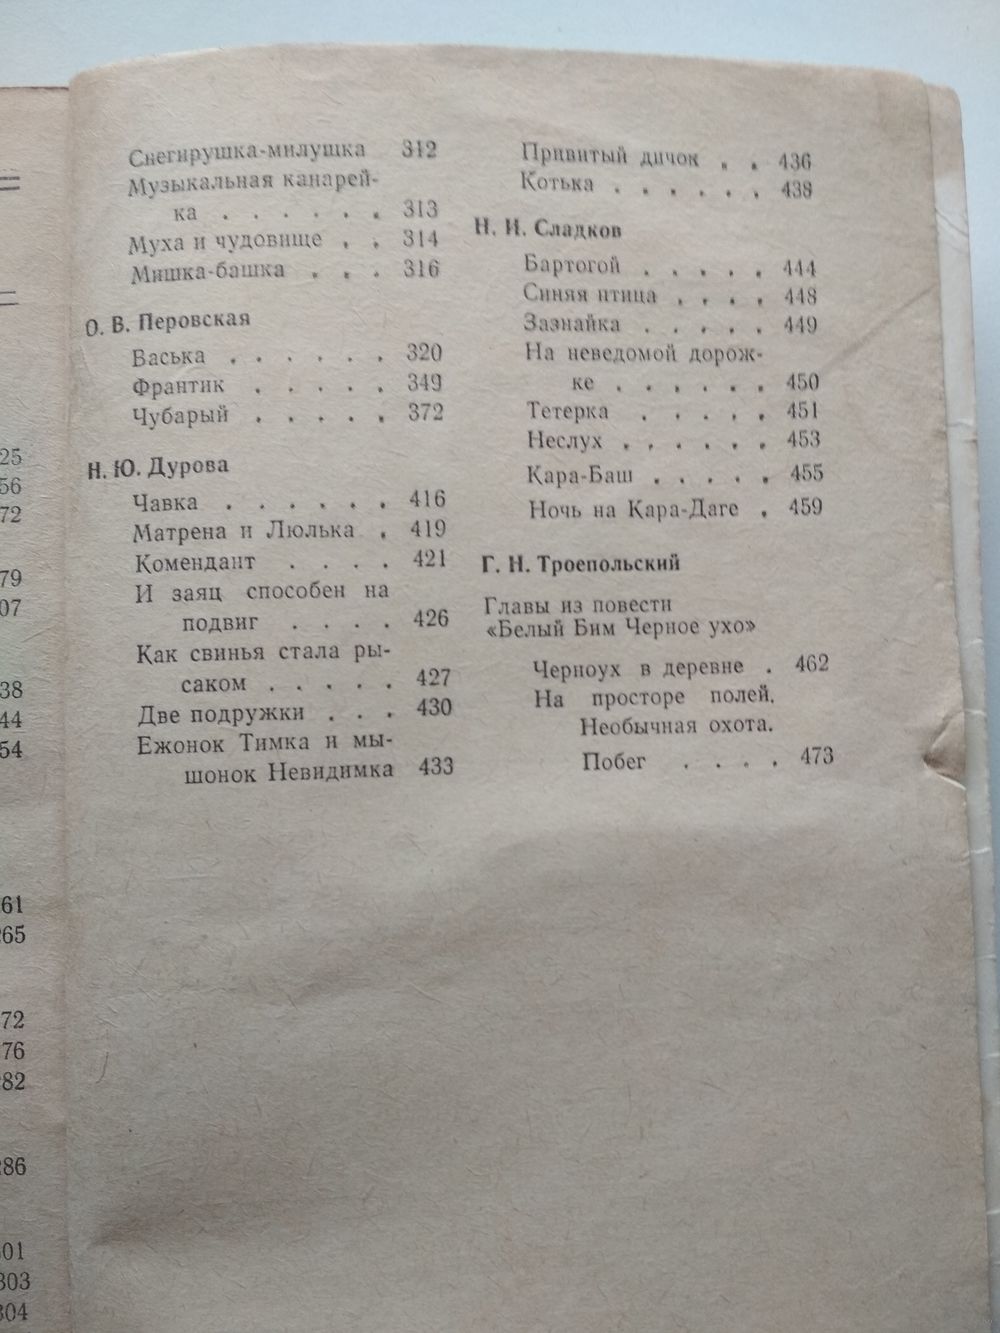 Снегирушка-милушка 312
Музыкальная канарей-
ка . . . . . . 313
Муха и чудовище . . 314
Мишка-башка . . . 316
О. В. Перовская
Васька . . . . . . 320
Франтик . . . . . 349
Чубарый . . . . . 372
Н. Ю. Дурова
Чавка . . . . . . 416
Матрена и Люлька . 419
Комендант . . . . 421
И заяц способен на
подвиг . . . . 426
Как свинья стала ры-
саком . . . . . 427
Две подружки . . . 430
Ежонок Тимка и мы-
шонок Невидимка 433
Привитый дичок . . 436
Котька . . . . . . 438
Н. И. Сладков
Бартогой . . . . . 444
Синяя птица . . . . 448
Зазнайка . . . . . 449
На неведомой дорож-
ке . . . . . . 450
Тетерка . . . . . 451
Неслух . . . . . . 453
Кара-Баш . . . . . 455
Ночь на Кара-Даге . 459
Г. Н. Троепольский
Главы из повести
«Белый Бим Черное ухо»
Черноух в деревне . 462
На просторе полей.
Необычная охота.
Побег . . . . 473
25
56
72
79
07
38
44
54
61
265
72
76
282
286
301
303
304